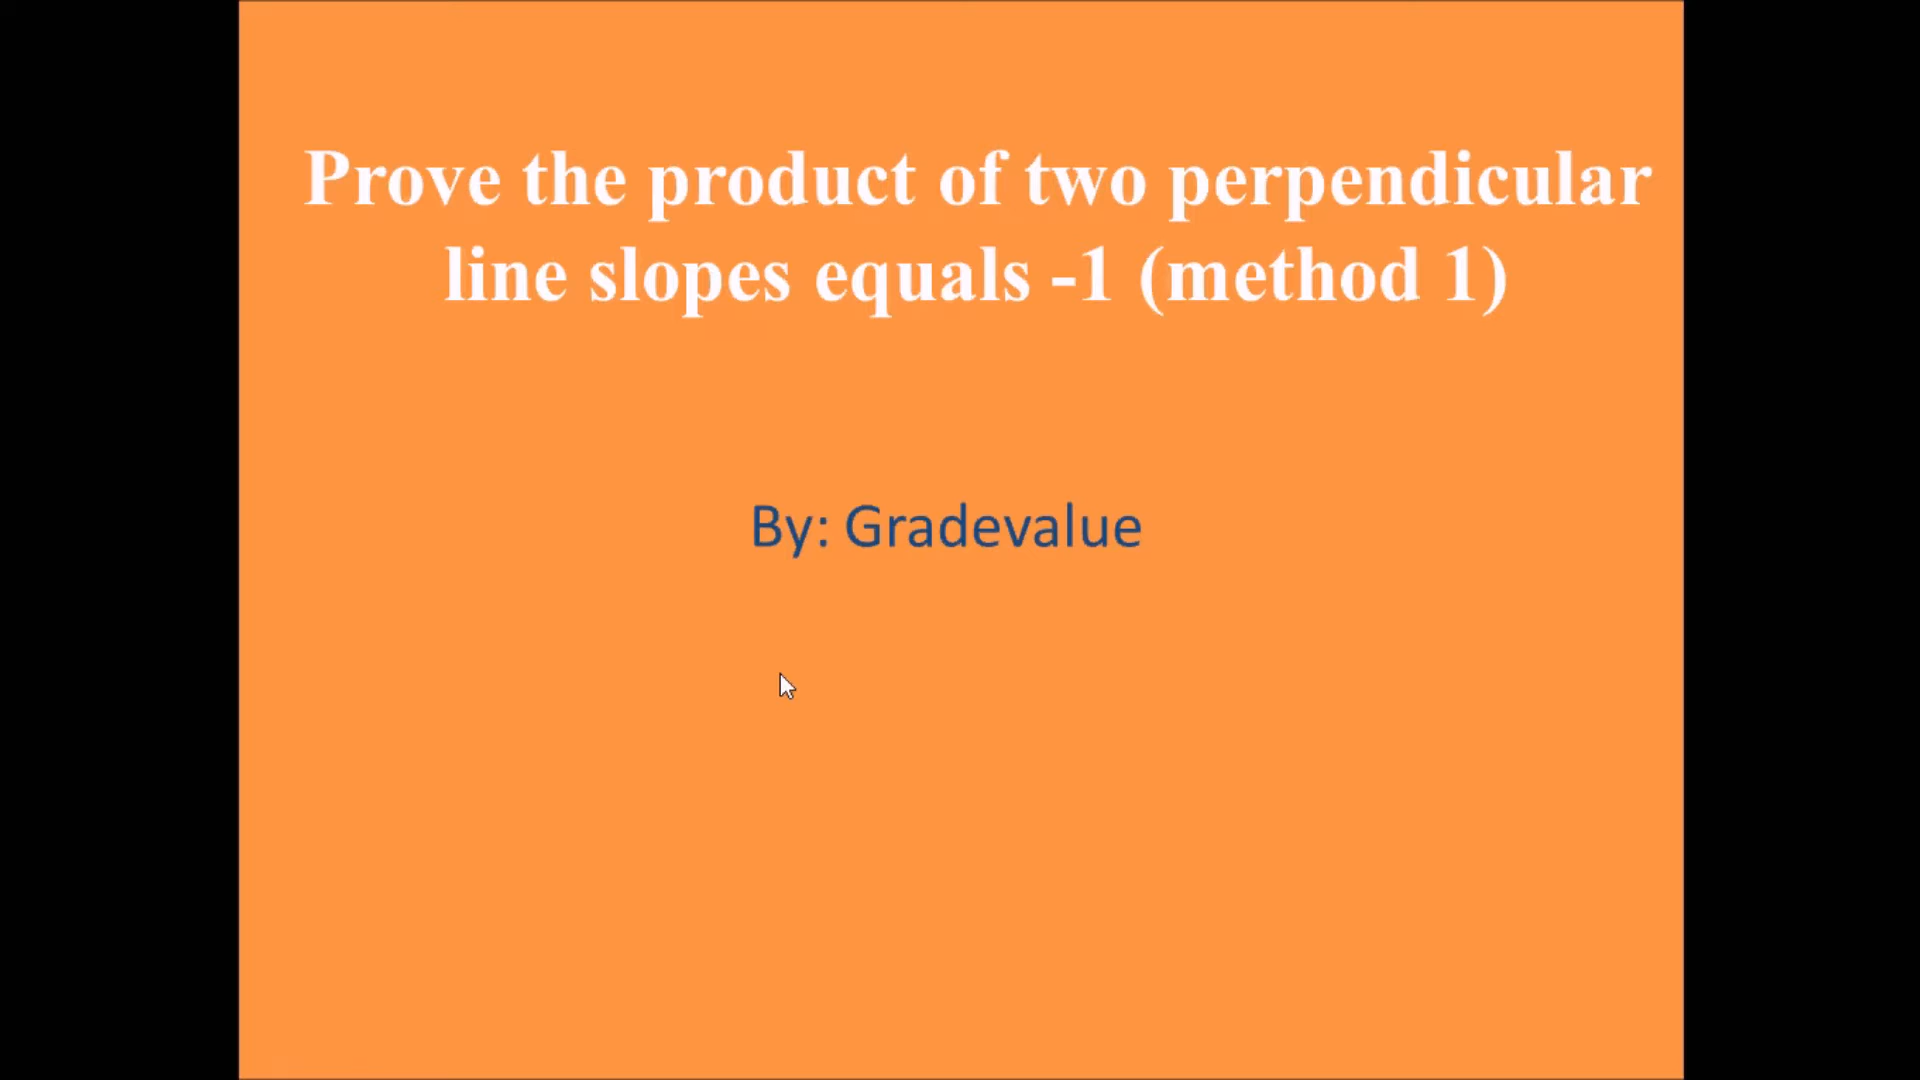 Prove the product of two perpendicular
line slopes equals -1 (method 1)
By: Gradevalue